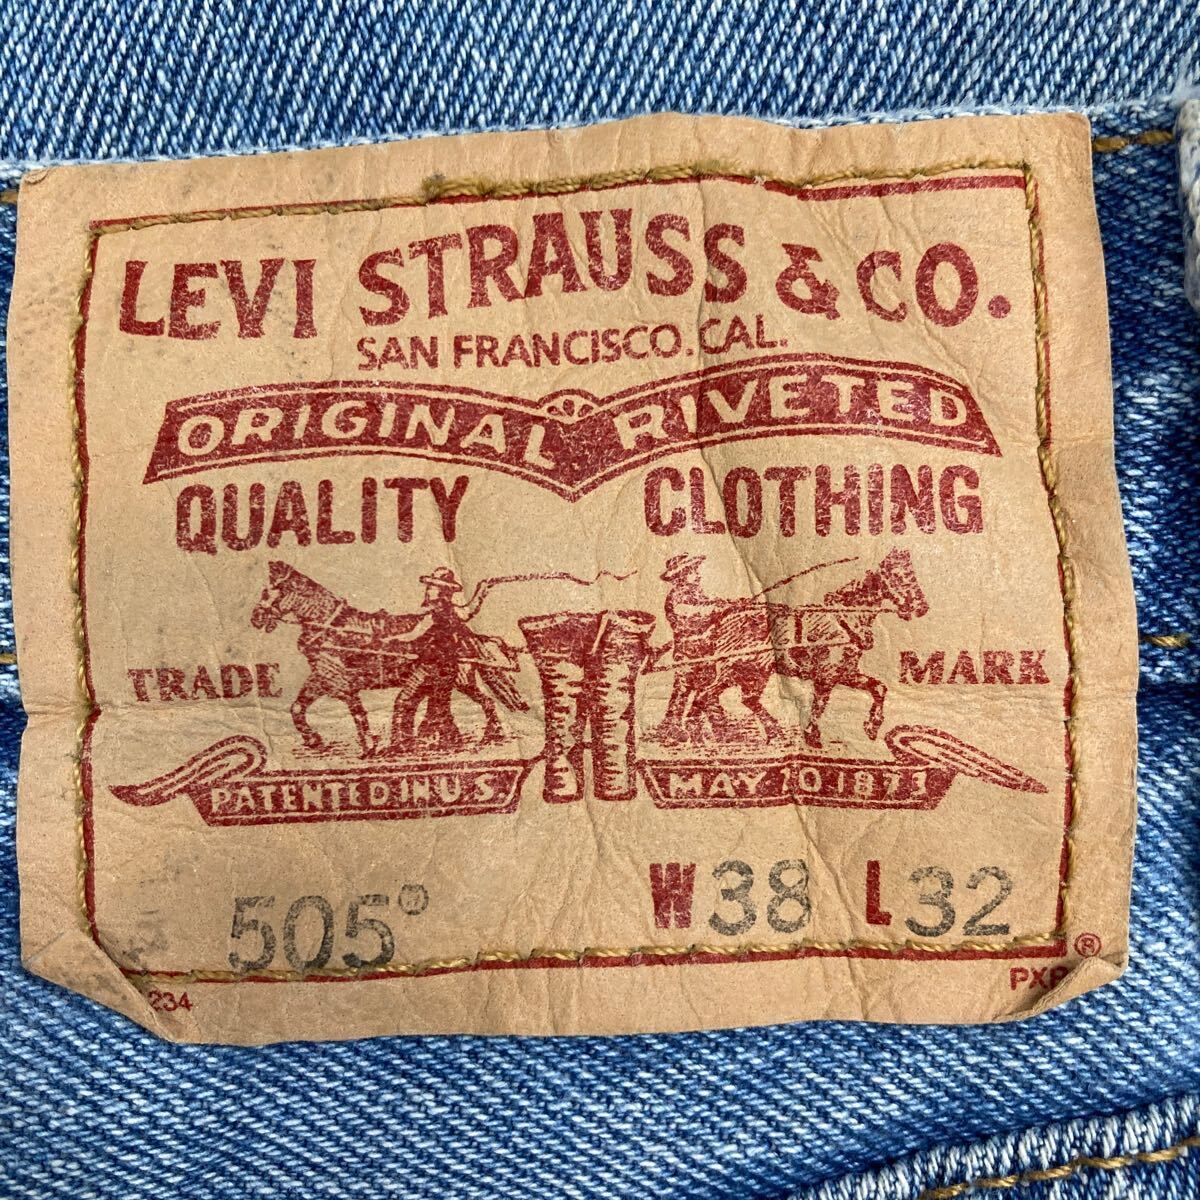 LEVI STRAUSS & CO.
SAN FRANCISCO. CAL.
ORIGINAL RIVETED
QUALITY CLOTHING
TRADE MARK
PATENTED IN U.S. MAY 20 1873
505® W38 L32
®
234